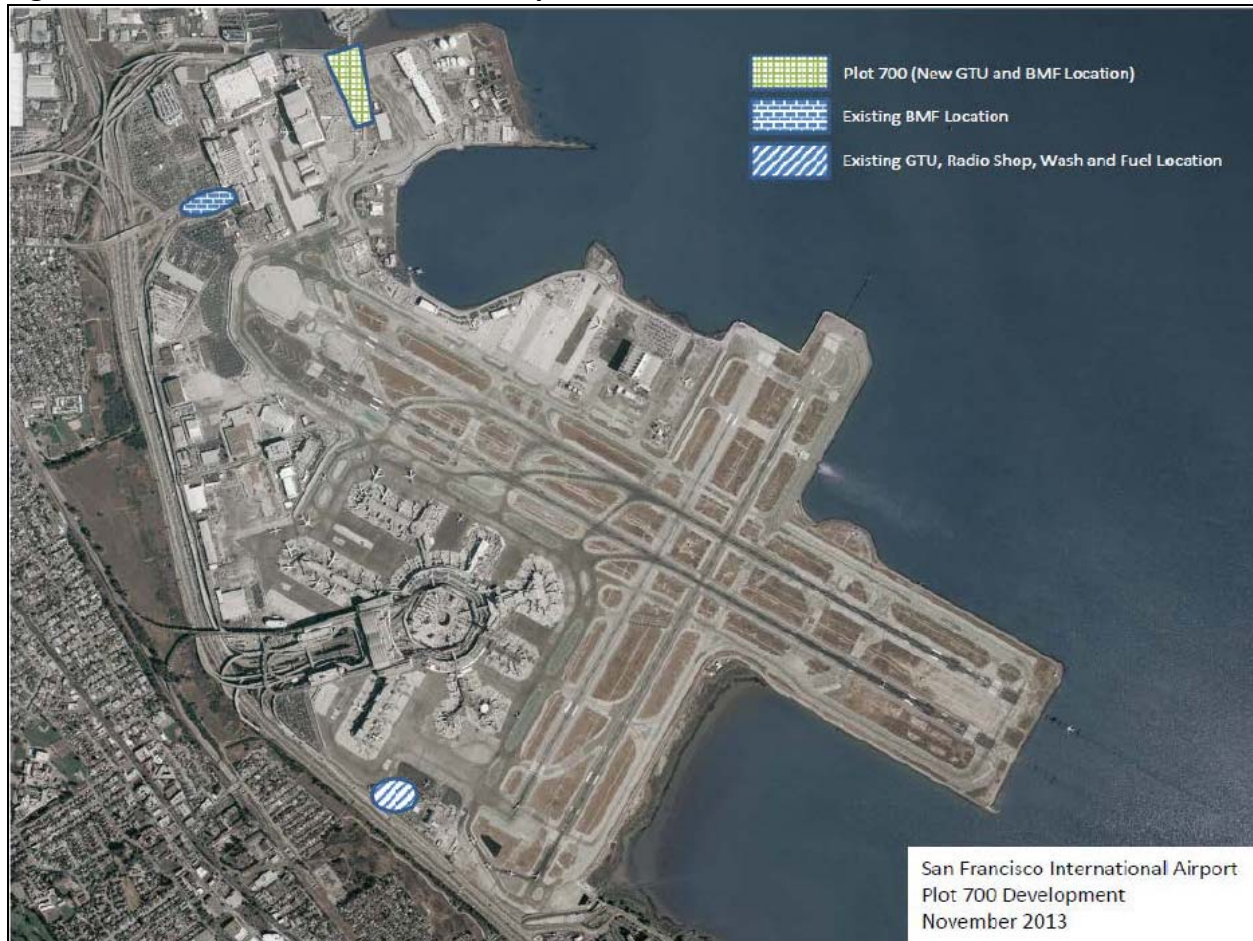 Plot 700 (New GTU and BMF Location)
Existing BMF Location
Existing GTU, Radio Shop, Wash and Fuel Location
San Francisco International Airport
Plot 700 Development
November 2013